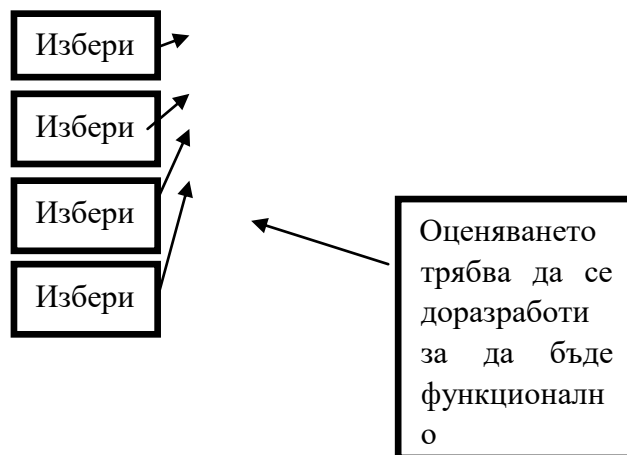 Избери
Избери
Избери
Избери
Оценяването
трябва да се
доразработи
за да бъде
функционалн
о